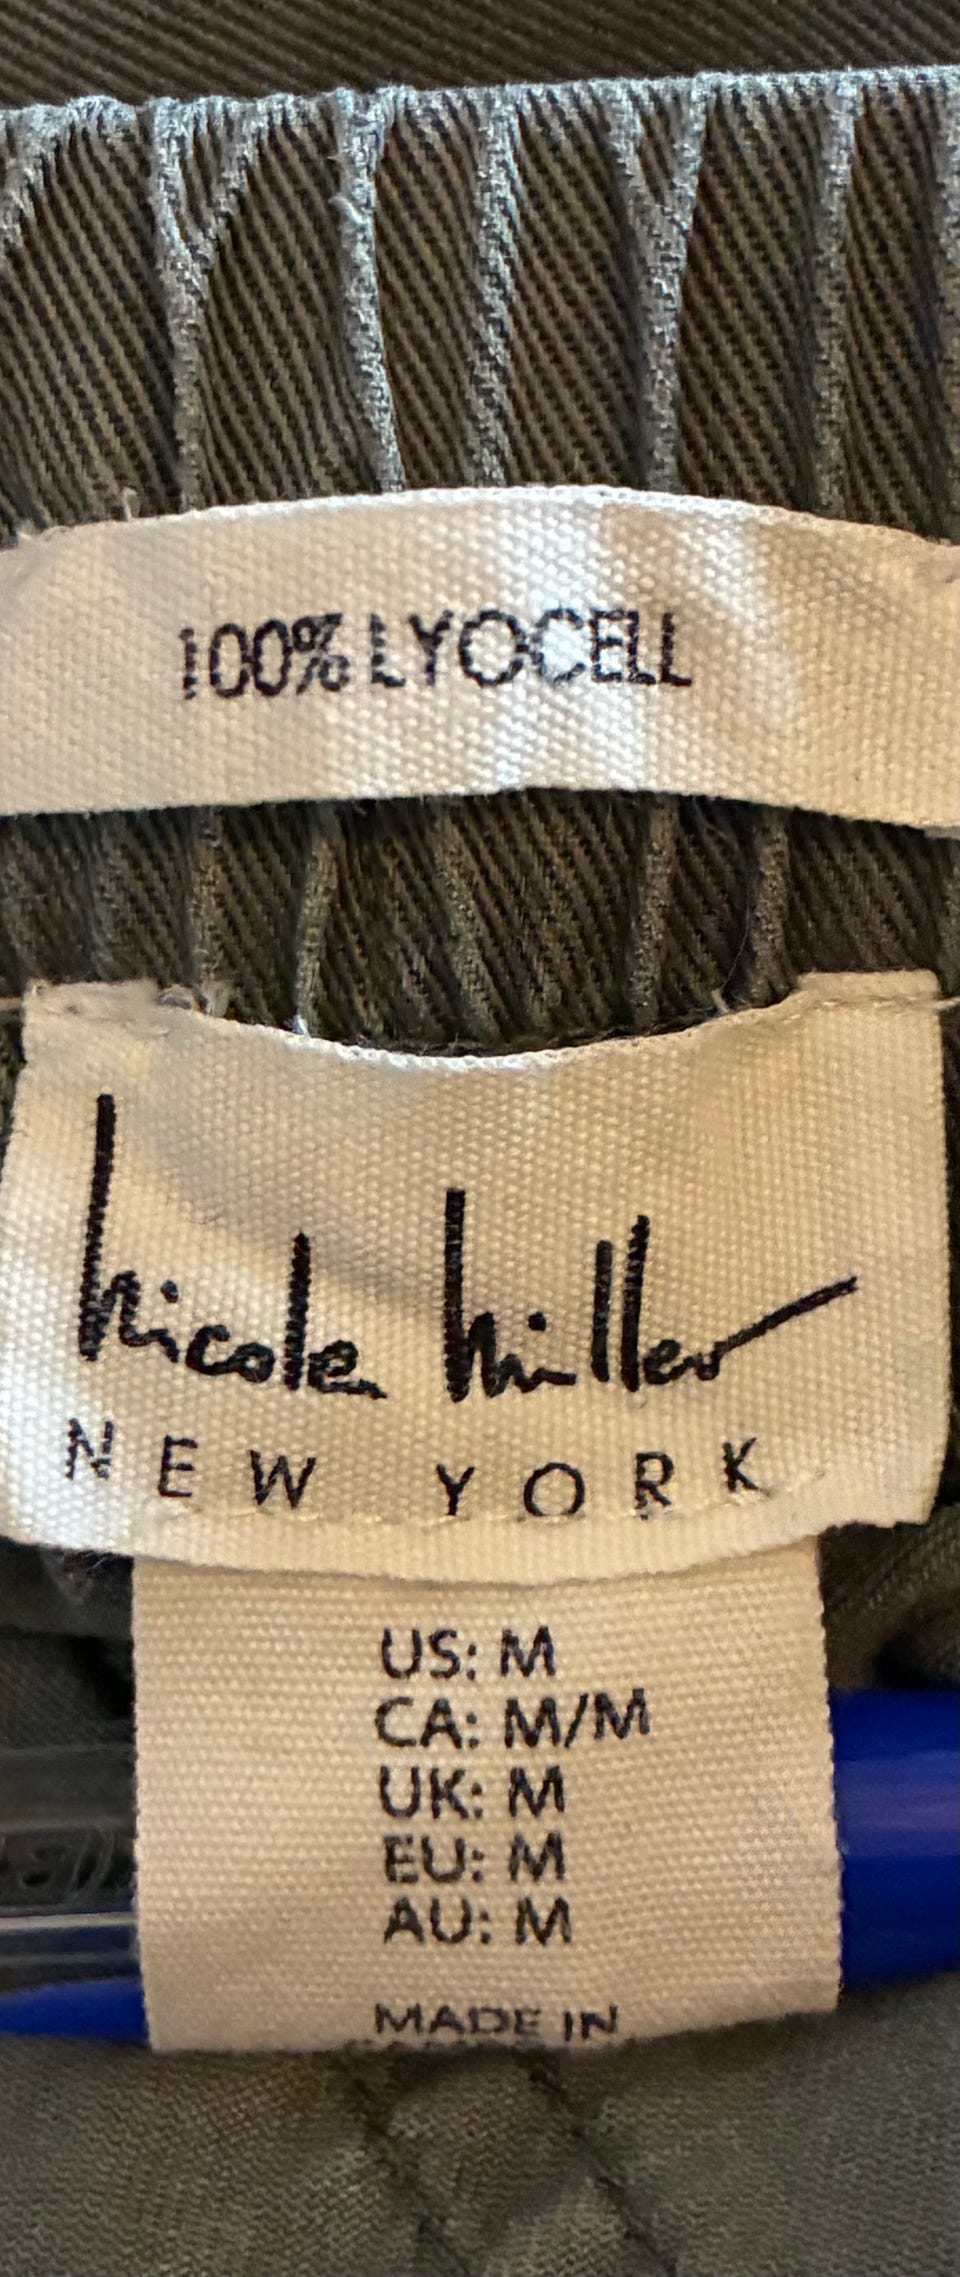 100% LYOCELL
nicole miller
NEW YORK
US: M
CA: M/M
UK: M
EU: M
AU: M
MADE IN